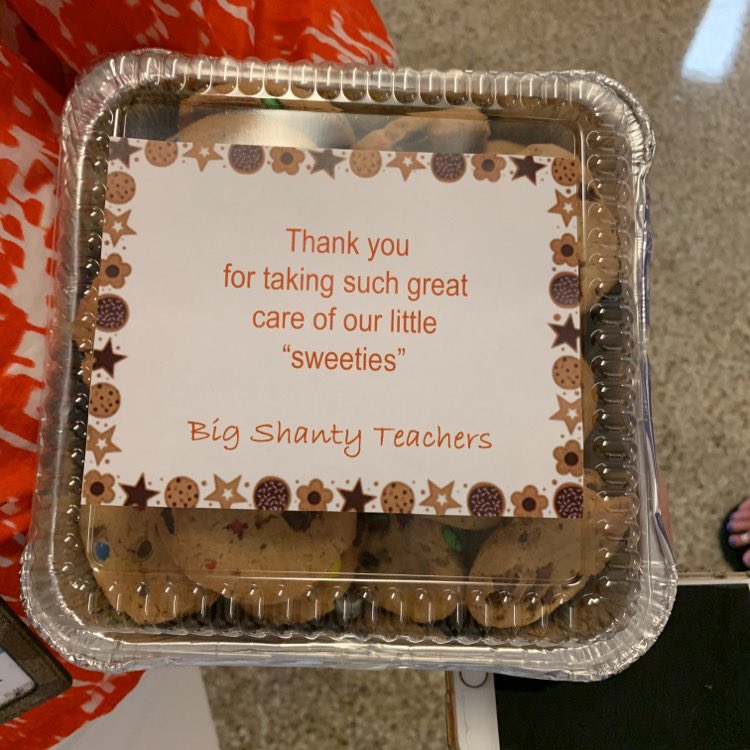 Thank you
for taking such great
care of our little
“sweeties”
Big Shanty Teachers